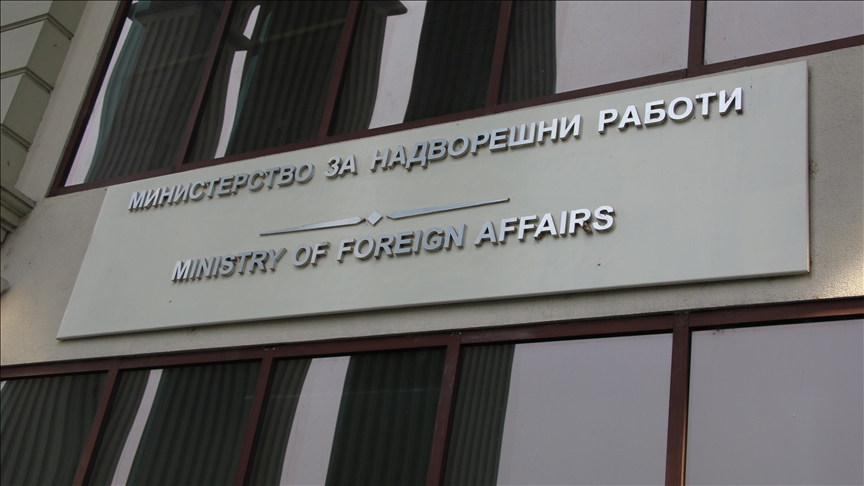 МИНИСТЕРСТВО ЗА НАДВОРЕШНИ РАБОТИ
MINISTRY OF FOREIGN AFFAIRS